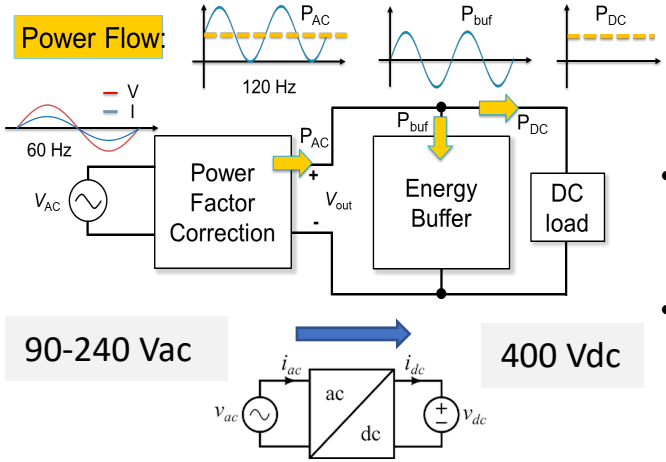 Power Flow:
P_AC
P_buf
P_DC
120 Hz
V
I
60 Hz
P_AC
P_buf
P_DC
V_AC
Power
Factor
Correction
+
V_out
-
Energy
Buffer
DC
load
90-240 Vac
400 Vdc
i_ac
i_dc
v_ac
ac
dc
+
−
v_dc